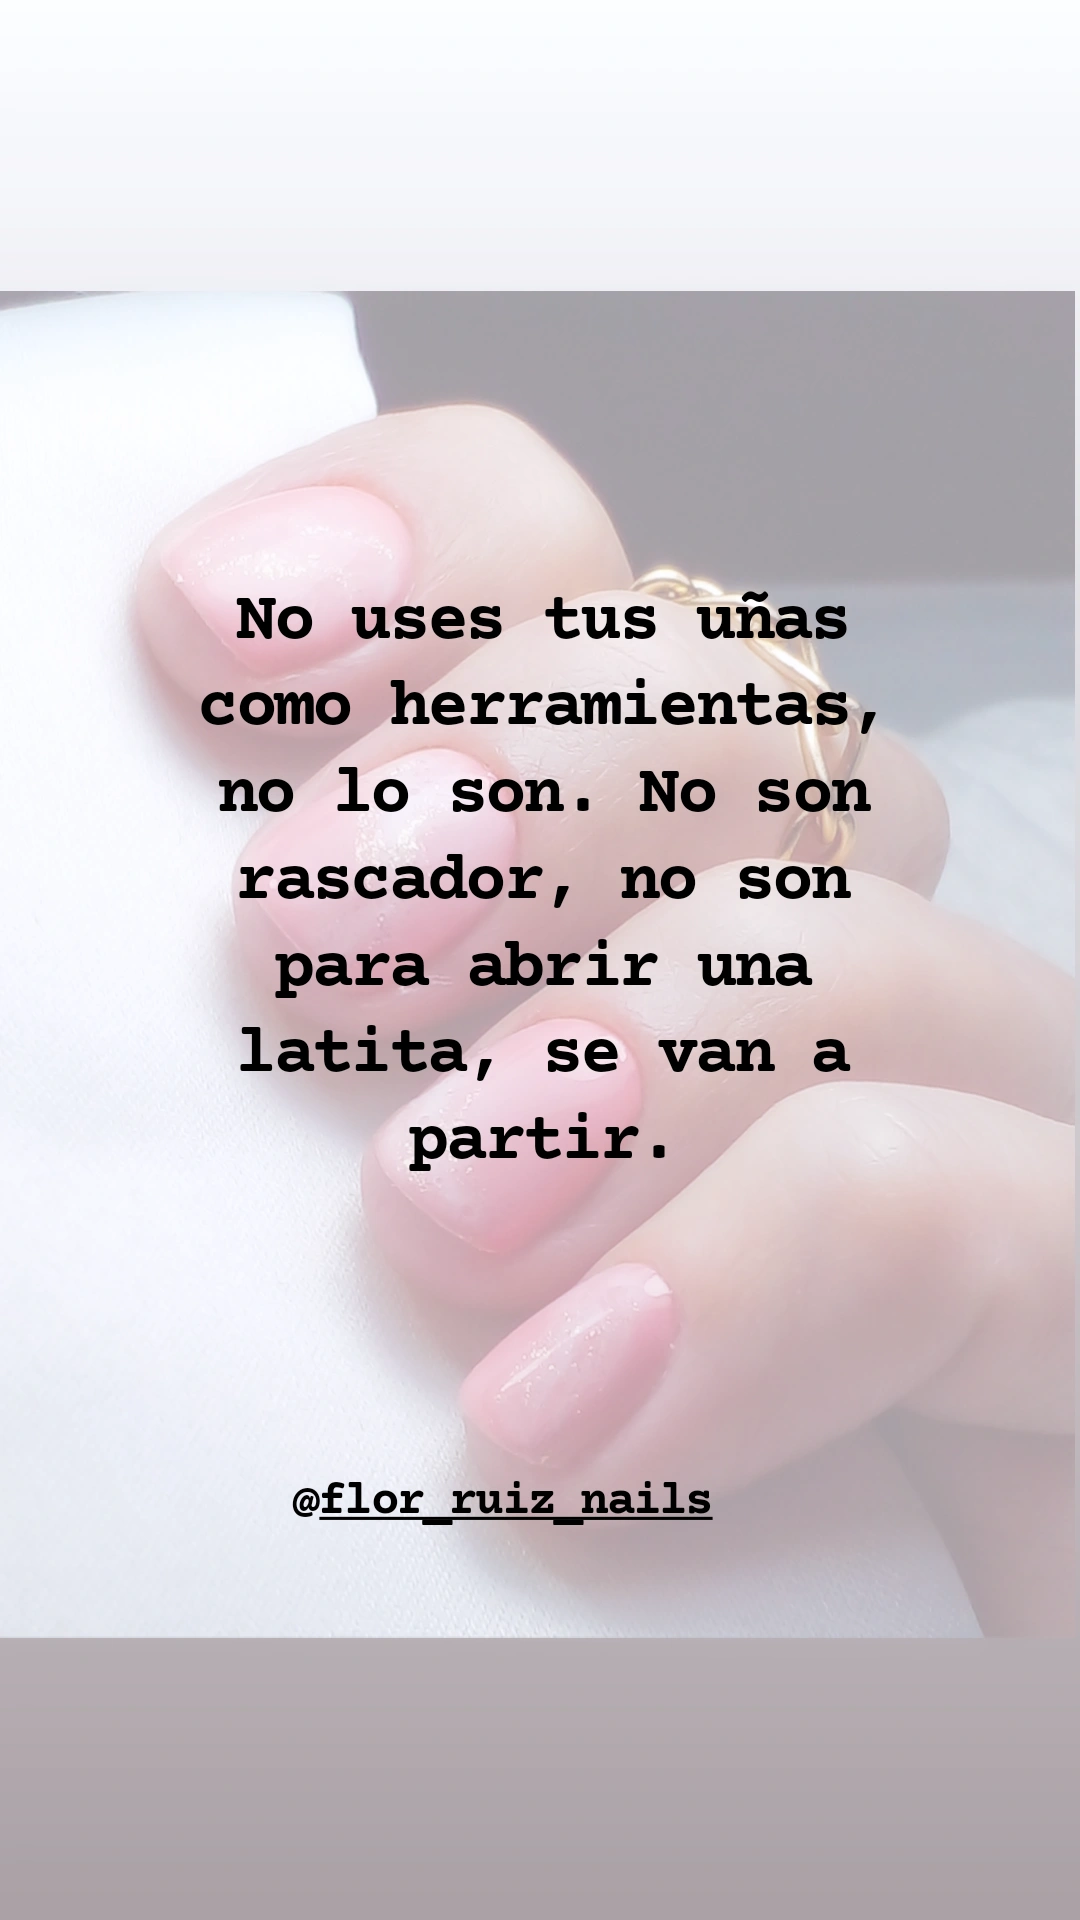 No uses tus uñas
como herramientas,
no lo son. No son
rascador, no son
para abrir una
latita, se van a
partir.
@flor_ruiz_nails